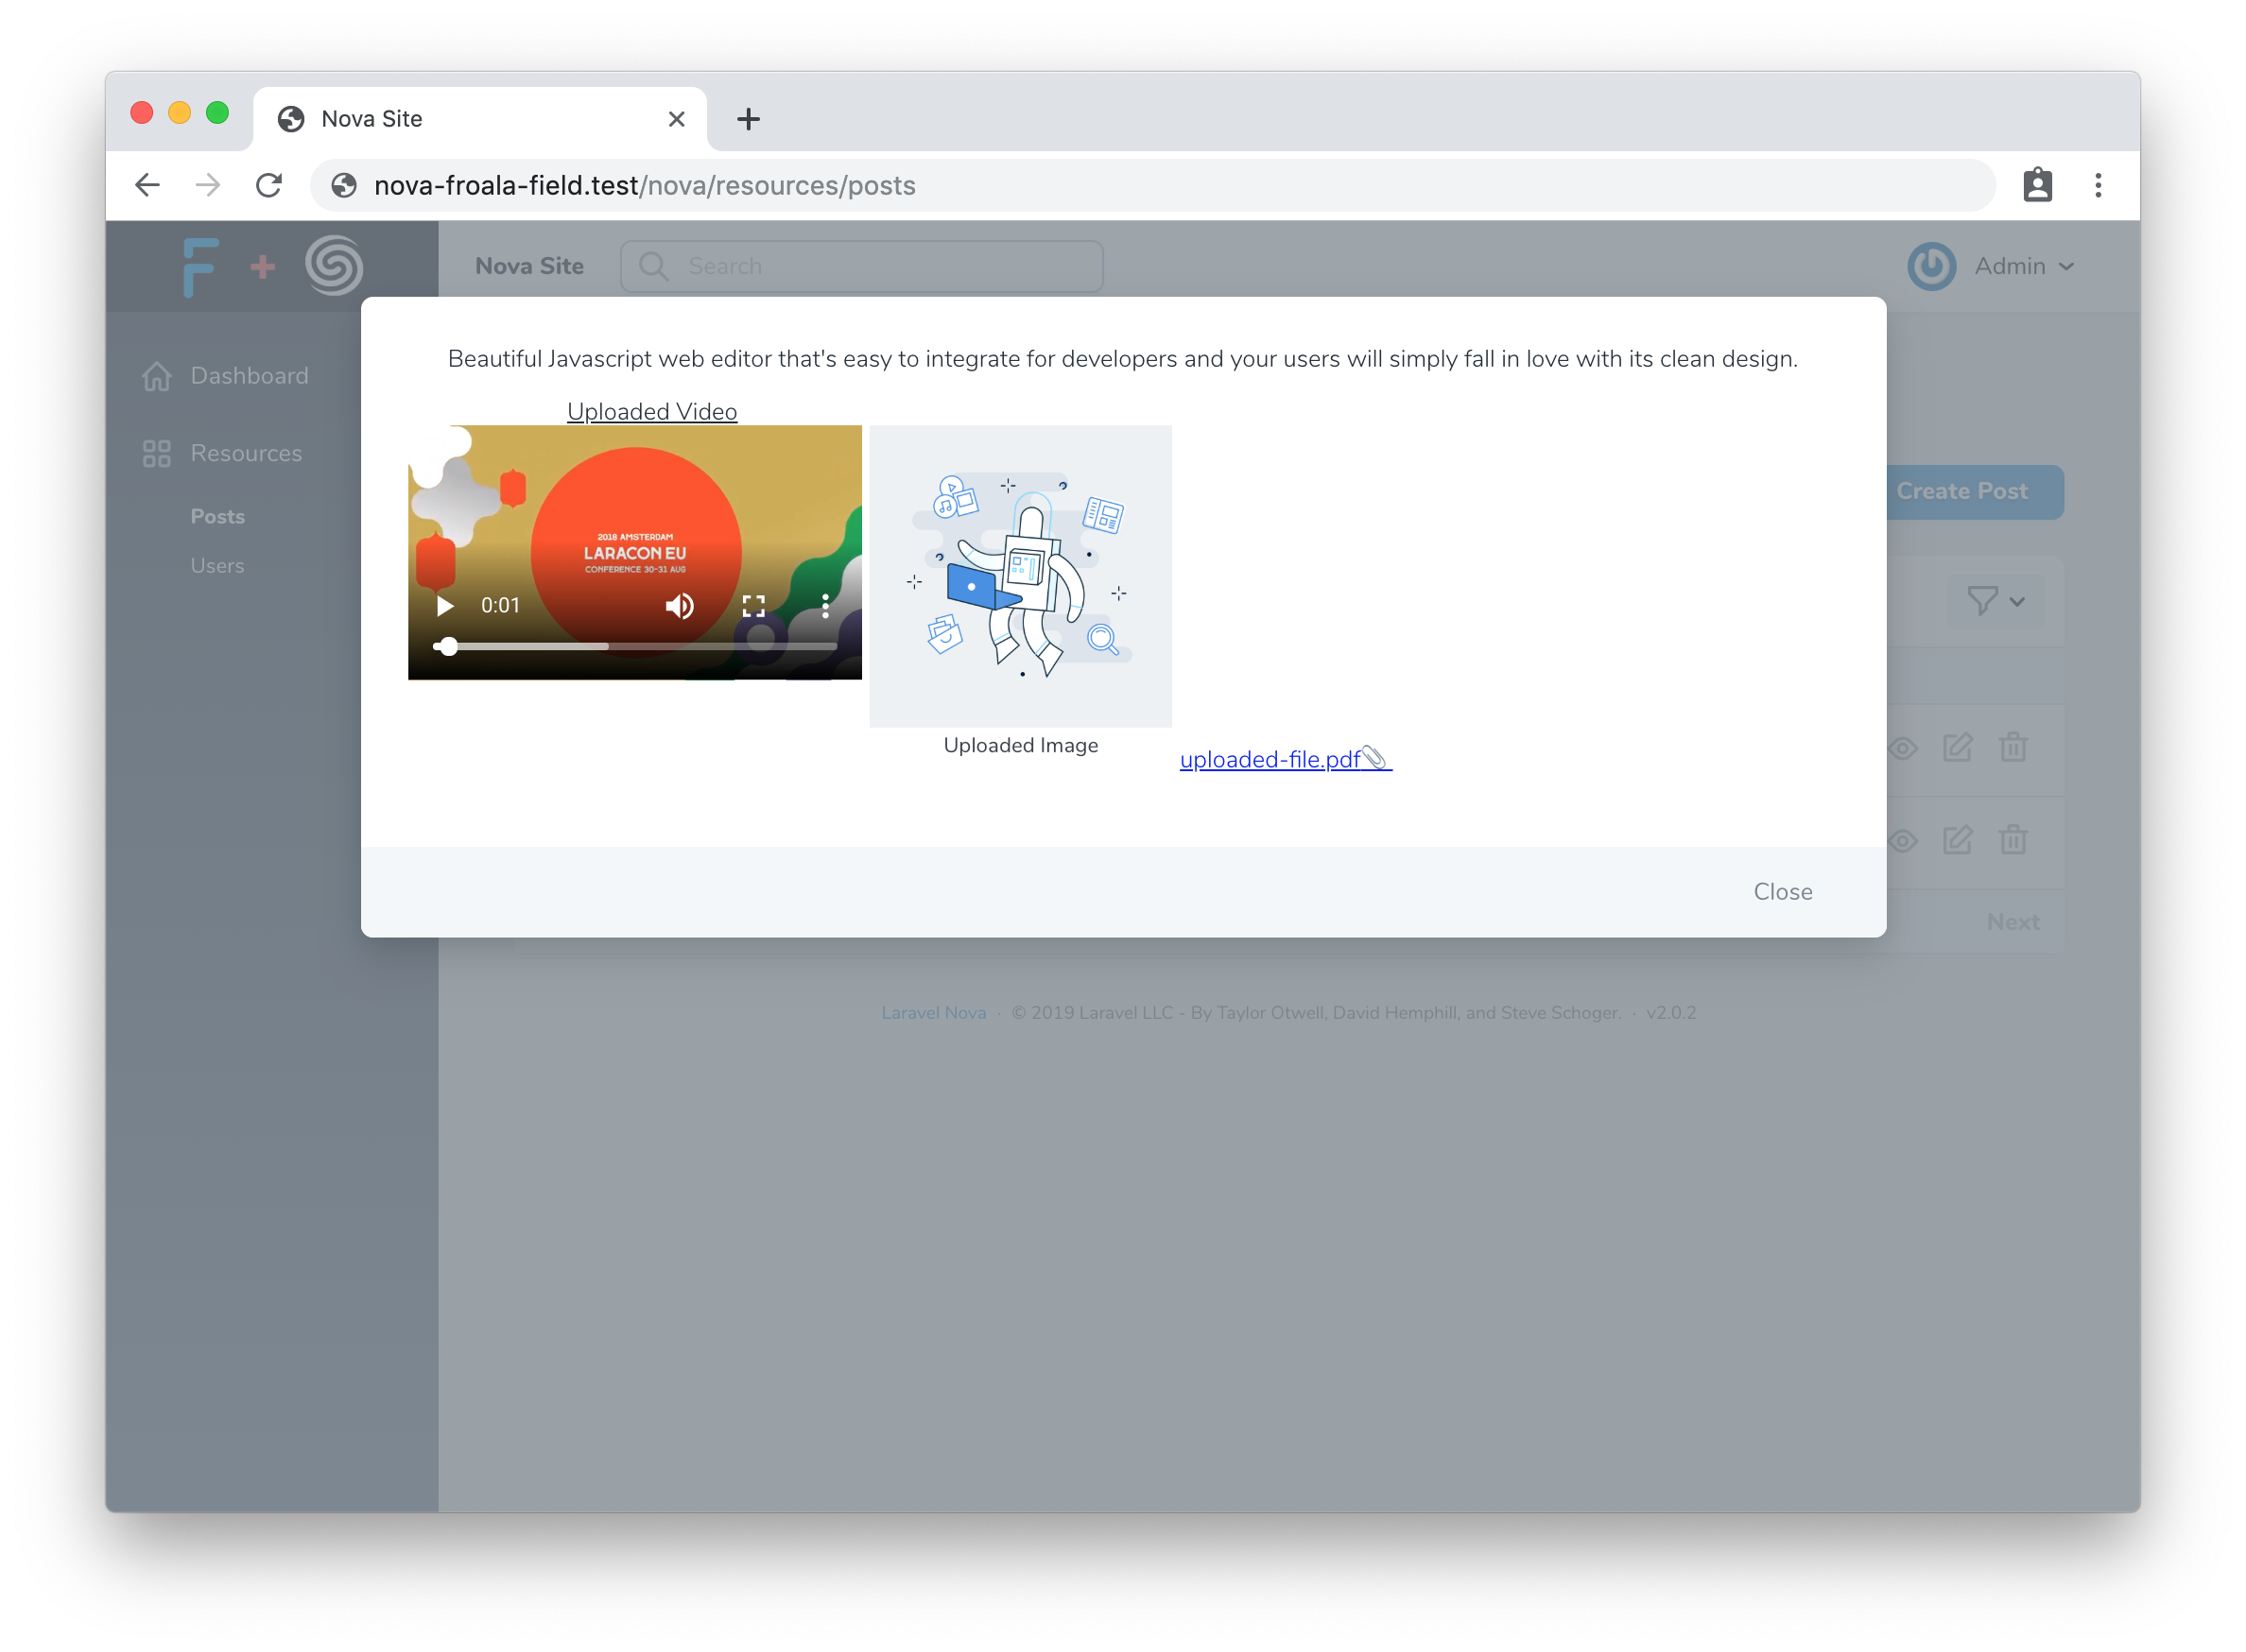 Nova Site
nova-froala-field.test/nova/resources/posts
Nova Site
Search
Admin
Dashboard
Resources
Posts
Users
Beautiful Javascript web editor that's easy to integrate for developers and your users will simply fall in love with its clean design.
Uploaded Video
2018 AMSTERDAM
LARACON EU
CONFERENCE 30-31 AUG
0:01
Uploaded Image
uploaded-file.pdf
Create Post
Close
Next
Laravel Nova · © 2019 Laravel LLC - By Taylor Otwell, David Hemphill, and Steve Schoger. · v2.0.2